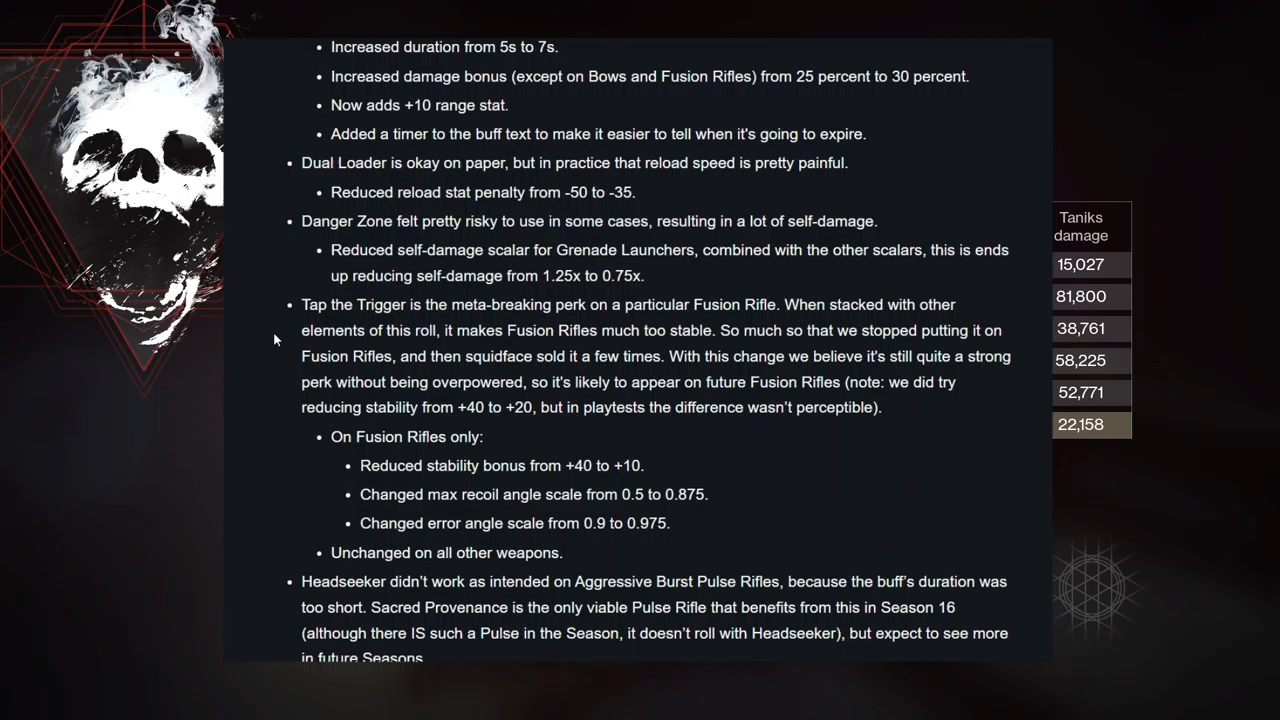 Increased duration from 5s to 7s.
Increased damage bonus (except on Bows and Fusion Rifles) from 25 percent to 30 percent.
Now adds +10 range stat.
Added a timer to the buff text to make it easier to tell when it's going to expire.
Dual Loader is okay on paper, but in practice that reload speed is pretty painful.
Reduced reload stat penalty from -50 to -35.
Danger Zone felt pretty risky to use in some cases, resulting in a lot of self-damage.
Reduced self-damage scalar for Grenade Launchers, combined with the other scalars, this is ends
up reducing self-damage from 1.25x to 0.75x.
Tap the Trigger is the meta-breaking perk on a particular Fusion Rifle. When stacked with other
elements of this roll, it makes Fusion Rifles much too stable. So much so that we stopped putting it on
Fusion Rifles, and then squidface sold it a few times. With this change we believe it's still quite a strong
perk without being overpowered, so it's likely to appear on future Fusion Rifles (note: we did try
reducing stability from +40 to +20, but in playtests the difference wasn't perceptible).
On Fusion Rifles only:
Reduced stability bonus from +40 to +10.
Changed max recoil angle scale from 0.5 to 0.875.
Changed error angle scale from 0.9 to 0.975.
Unchanged on all other weapons.
Headseeker didn't work as intended on Aggressive Burst Pulse Rifles, because the buff's duration was
too short. Sacred Provenance is the only viable Pulse Rifle that benefits from this in Season 16
(although there IS such a Pulse in the Season, it doesn't roll with Headseeker), but expect to see more
in future Seasons
Taniks
damage
15,027
81,800
38,761
58,225
52,771
22,158